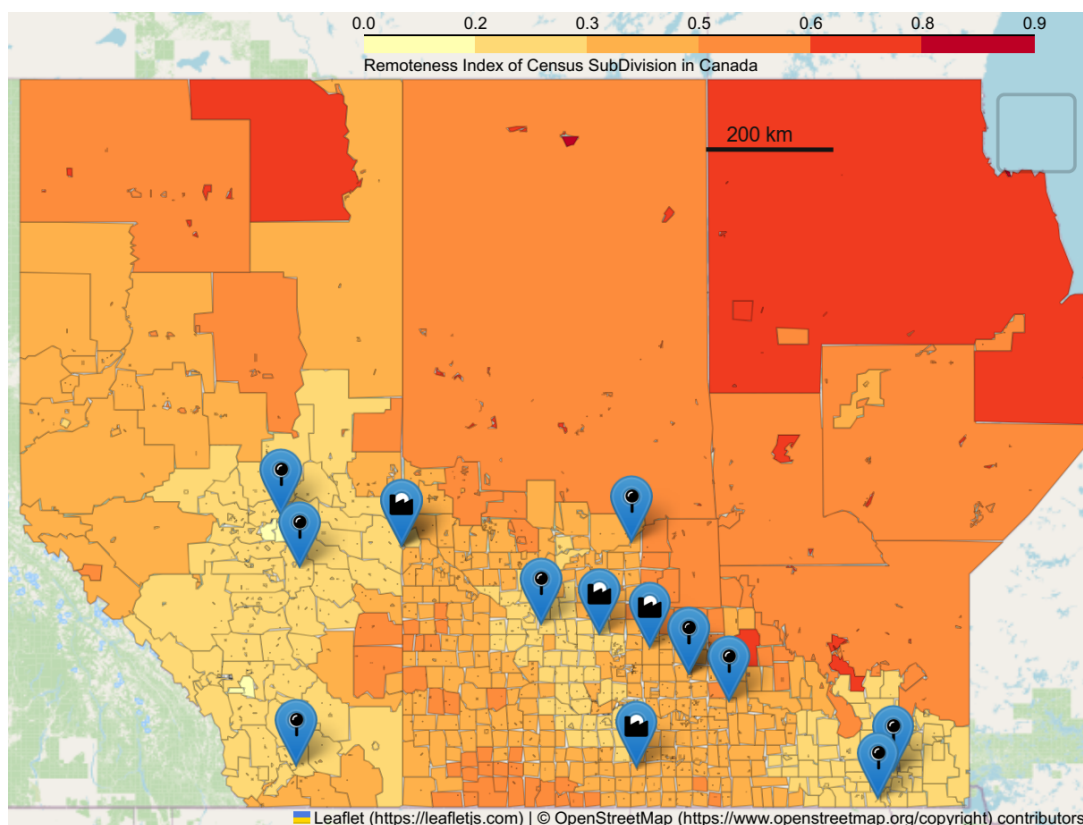 0.0 0.2 0.3 0.5 0.6 0.8 0.9
Remoteness Index of Census SubDivision in Canada
200 km
Leaflet (https://leafletjs.com) | © OpenStreetMap (https://www.openstreetmap.org/copyright) contributors